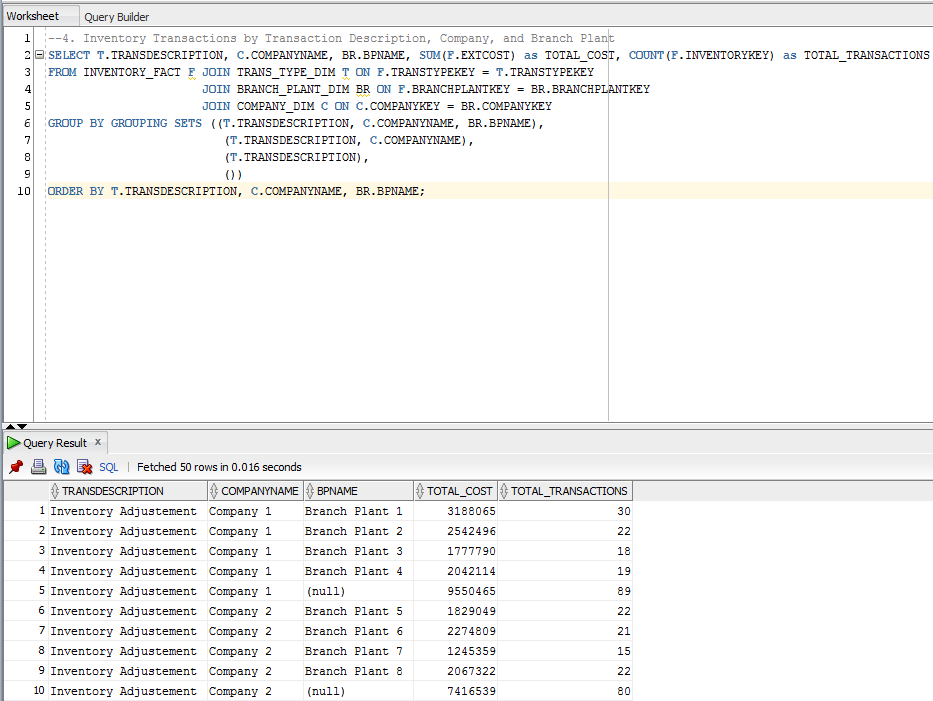 Worksheet Query Builder
1 --4. Inventory Transactions by Transaction Description, Company, and Branch Plant
2 SELECT T.TRANSDESCRIPTION, C.COMPANYNAME, BR.BPNAME, SUM(F.EXTCOST) as TOTAL_COST, COUNT(F.INVENTORYKEY) as TOTAL_TRANSACTIONS
3 FROM INVENTORY_FACT F JOIN TRANS_TYPE_DIM T ON F.TRANSTYPEKEY = T.TRANSTYPEKEY
4 JOIN BRANCH_PLANT_DIM BR ON F.BRANCHPLANTKEY = BR.BRANCHPLANTKEY
5 JOIN COMPANY_DIM C ON C.COMPANYKEY = BR.COMPANYKEY
6 GROUP BY GROUPING SETS ((T.TRANSDESCRIPTION, C.COMPANYNAME, BR.BPNAME),
7 (T.TRANSDESCRIPTION, C.COMPANYNAME),
8 (T.TRANSDESCRIPTION),
9 ())
10 ORDER BY T.TRANSDESCRIPTION, C.COMPANYNAME, BR.BPNAME;
Query Result x
SQL | Fetched 50 rows in 0.016 seconds
TRANSDESCRIPTION COMPANYNAME BPNAME TOTAL_COST TOTAL_TRANSACTIONS
1 Inventory Adjustement Company 1 Branch Plant 1 3188065 30
2 Inventory Adjustement Company 1 Branch Plant 2 2542496 22
3 Inventory Adjustement Company 1 Branch Plant 3 1777790 18
4 Inventory Adjustement Company 1 Branch Plant 4 2042114 19
5 Inventory Adjustement Company 1 (null) 9550465 89
6 Inventory Adjustement Company 2 Branch Plant 5 1829049 22
7 Inventory Adjustement Company 2 Branch Plant 6 2274809 21
8 Inventory Adjustement Company 2 Branch Plant 7 1245359 15
9 Inventory Adjustement Company 2 Branch Plant 8 2067322 22
10 Inventory Adjustement Company 2 (null) 7416539 80